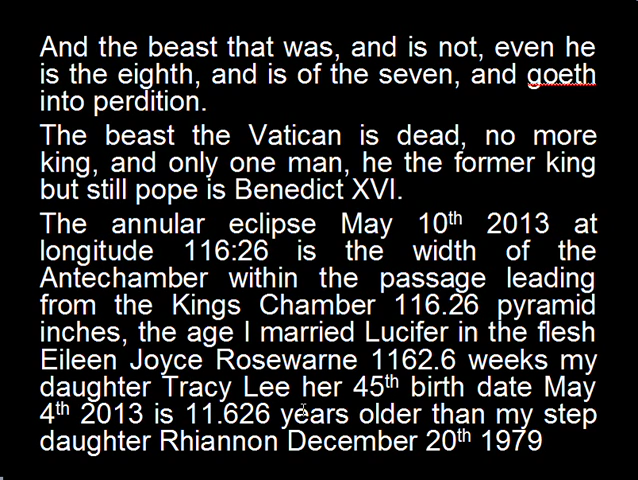 And the beast that was, and is not, even he
is the eighth, and is of the seven, and goeth
into perdition.
The beast the Vatican is dead, no more
king, and only one man, he the former king
but still pope is Benedict XVI.
The annular eclipse May 10th 2013 at
longitude 116:26 is the width of the
Antechamber within the passage leading
from the Kings Chamber 116.26 pyramid
inches, the age I married Lucifer in the flesh
Eileen Joyce Rosewarne 1162.6 weeks my
daughter Tracy Lee her 45th birth date May
4th 2013 is 11.626 years older than my step
daughter Rhiannon December 20th 1979